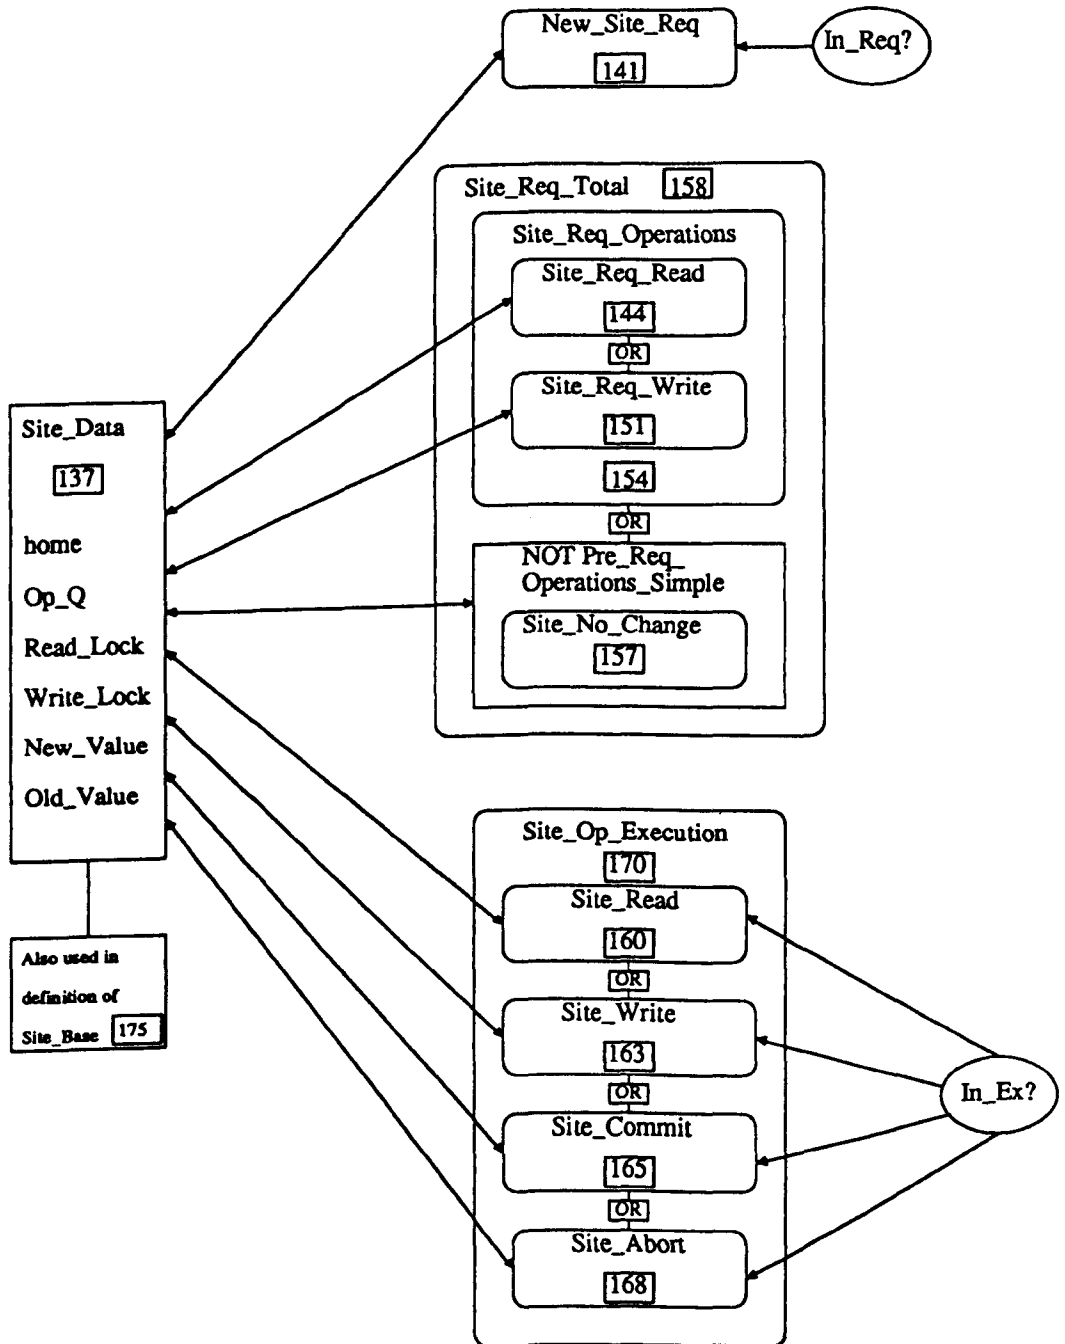 New_Site_Req
141
In_Req?
Site_Req_Total 158
Site_Req_Operations
Site_Req_Read
144
OR
Site_Req_Write
151
154
OR
NOT Pre_Req_
Operations_Simple
Site_No_Change
157
Site_Data
137
home
Op_Q
Read_Lock
Write_Lock
New_Value
Old_Value
Also used in
definition of
Site_Base 175
Site_Op_Execution
170
Site_Read
160
OR
Site_Write
163
OR
Site_Commit
165
OR
Site_Abort
168
In_Ex?